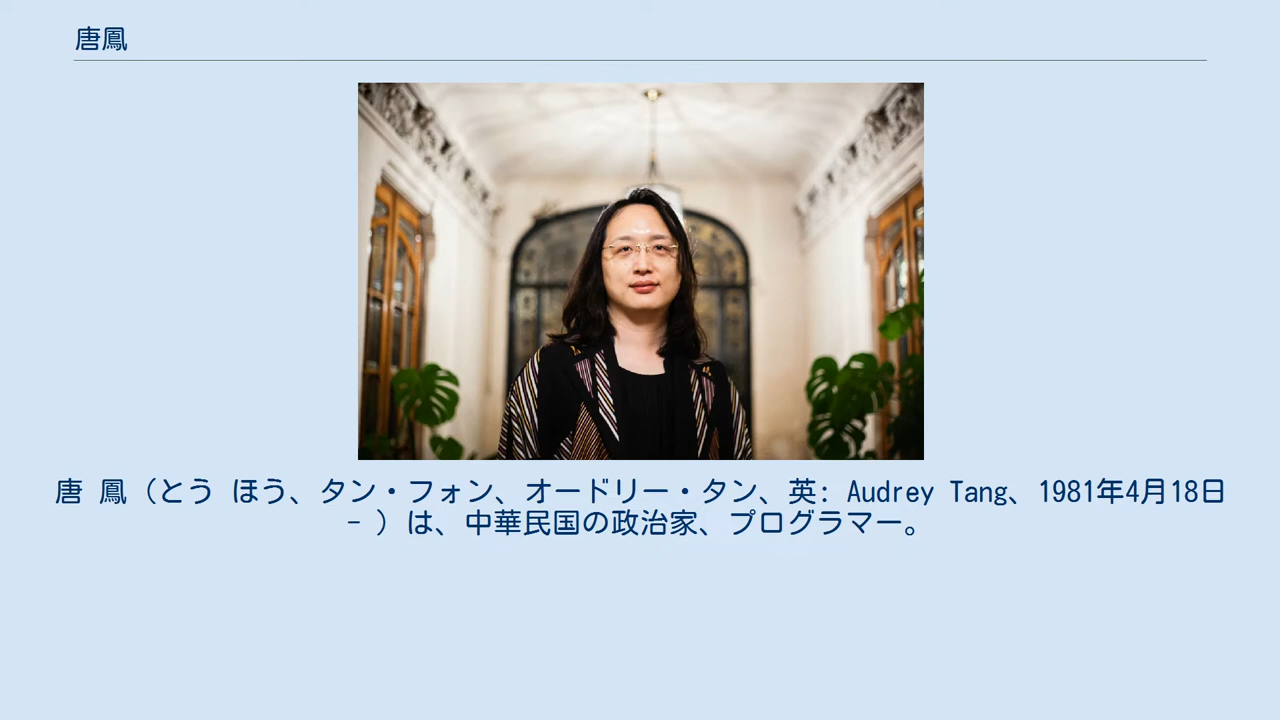 唐鳳
唐 鳳（とう ほう、タン・フォン、オードリー・タン、英: Audrey Tang、1981年4月18日
- ）は、中華民国の政治家、プログラマー。